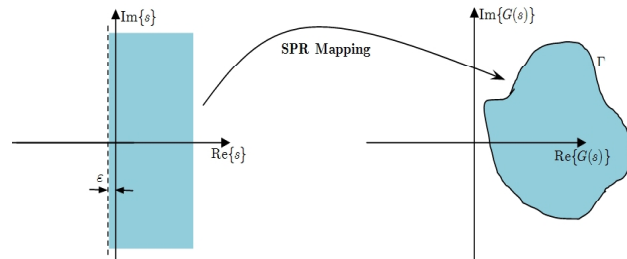 Im{s}
Im{G(s)}
SPR Mapping
Γ
Re{s}
Re{G(s)}
ε